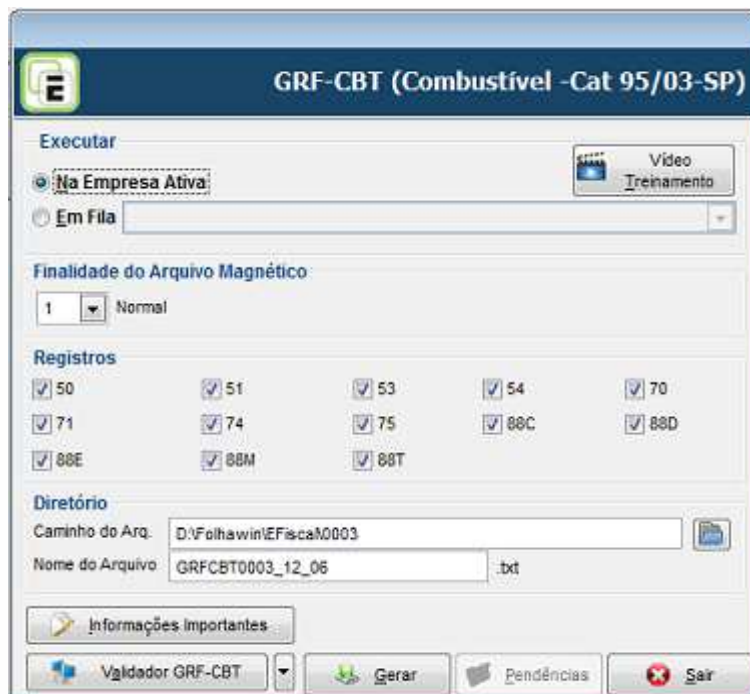 GRF-CBT (Combustível -Cat 95/03-SP)
Executar
Na Empresa Ativa
Vídeo
Treinamento
Em Fila
Finalidade do Arquivo Magnético
1 Normal
Registros
50 51 53 54 70
71 74 75 88C 88D
88E 88M 88T
Diretório
Caminho do Arq. D:\Folhawin\EFiscal\0003
Nome do Arquivo GRFCBT0003_12_06 .txt
Informações Importantes
Validador GRF-CBT Gerar Pendências Sair